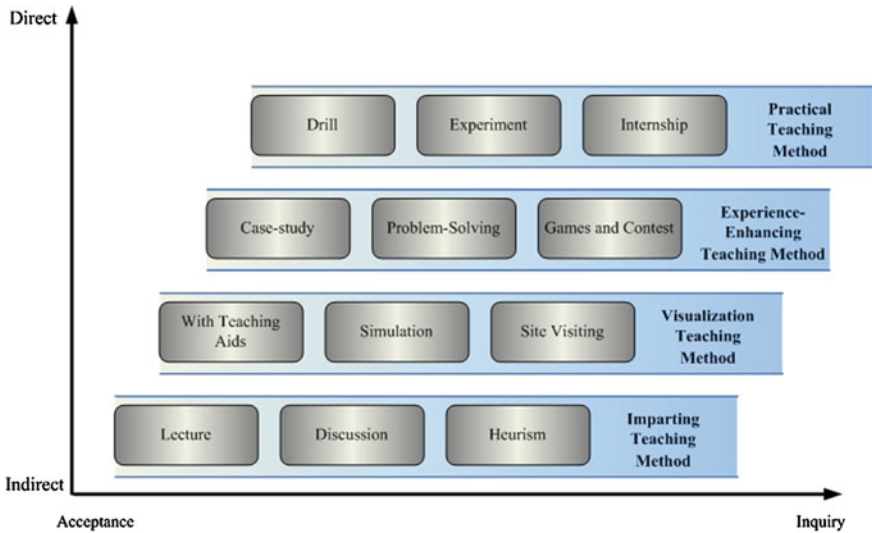 Direct
Drill
Experiment
Internship
Practical
Teaching
Method
Case-study
Problem-Solving
Games and Contest
Experience-
Enhancing
Teaching Method
With Teaching
Aids
Simulation
Site Visiting
Visualization
Teaching
Method
Lecture
Discussion
Heurism
Imparting
Teaching
Method
Indirect
Acceptance
Inquiry